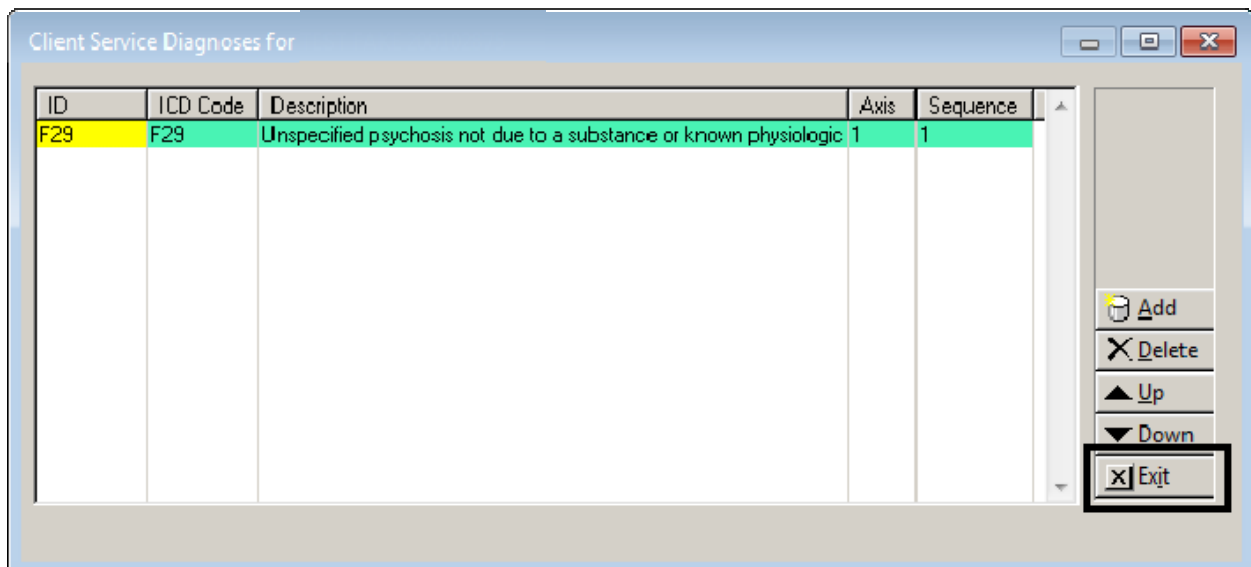 Client Service Diagnoses for
ID ICD Code Description Axis Sequence
F29 F29 Unspecified psychosis not due to a substance or known physiologic 1 1
Add
Delete
Up
Down
Exit